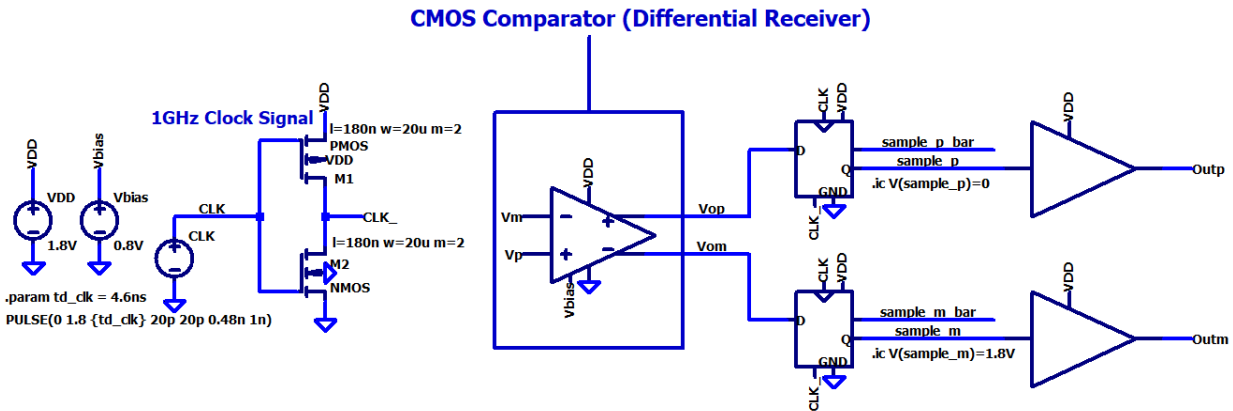 CMOS Comparator (Differential Receiver)
1GHz Clock Signal
VDD
l=180n w=20u m=2
PMOS
VDD
M1
VDD
VDD
1.8V
Vbias
Vbias
0.8V
CLK
CLK
CLK_
l=180n w=20u m=2
M2
NMOS
.param td_clk = 4.6ns
PULSE(0 1.8 {td_clk} 20p 20p 0.48n 1n)
VDD
Vm
Vp
Vbias
Vop
Vom
CLK
VDD
D
Q
GND
CLK_
sample_p_bar
sample_p
.ic V(sample_p)=0
VDD
Outp
CLK
VDD
D
Q
GND
CLK_
sample_m_bar
sample_m
.ic V(sample_m)=1.8V
VDD
Outm